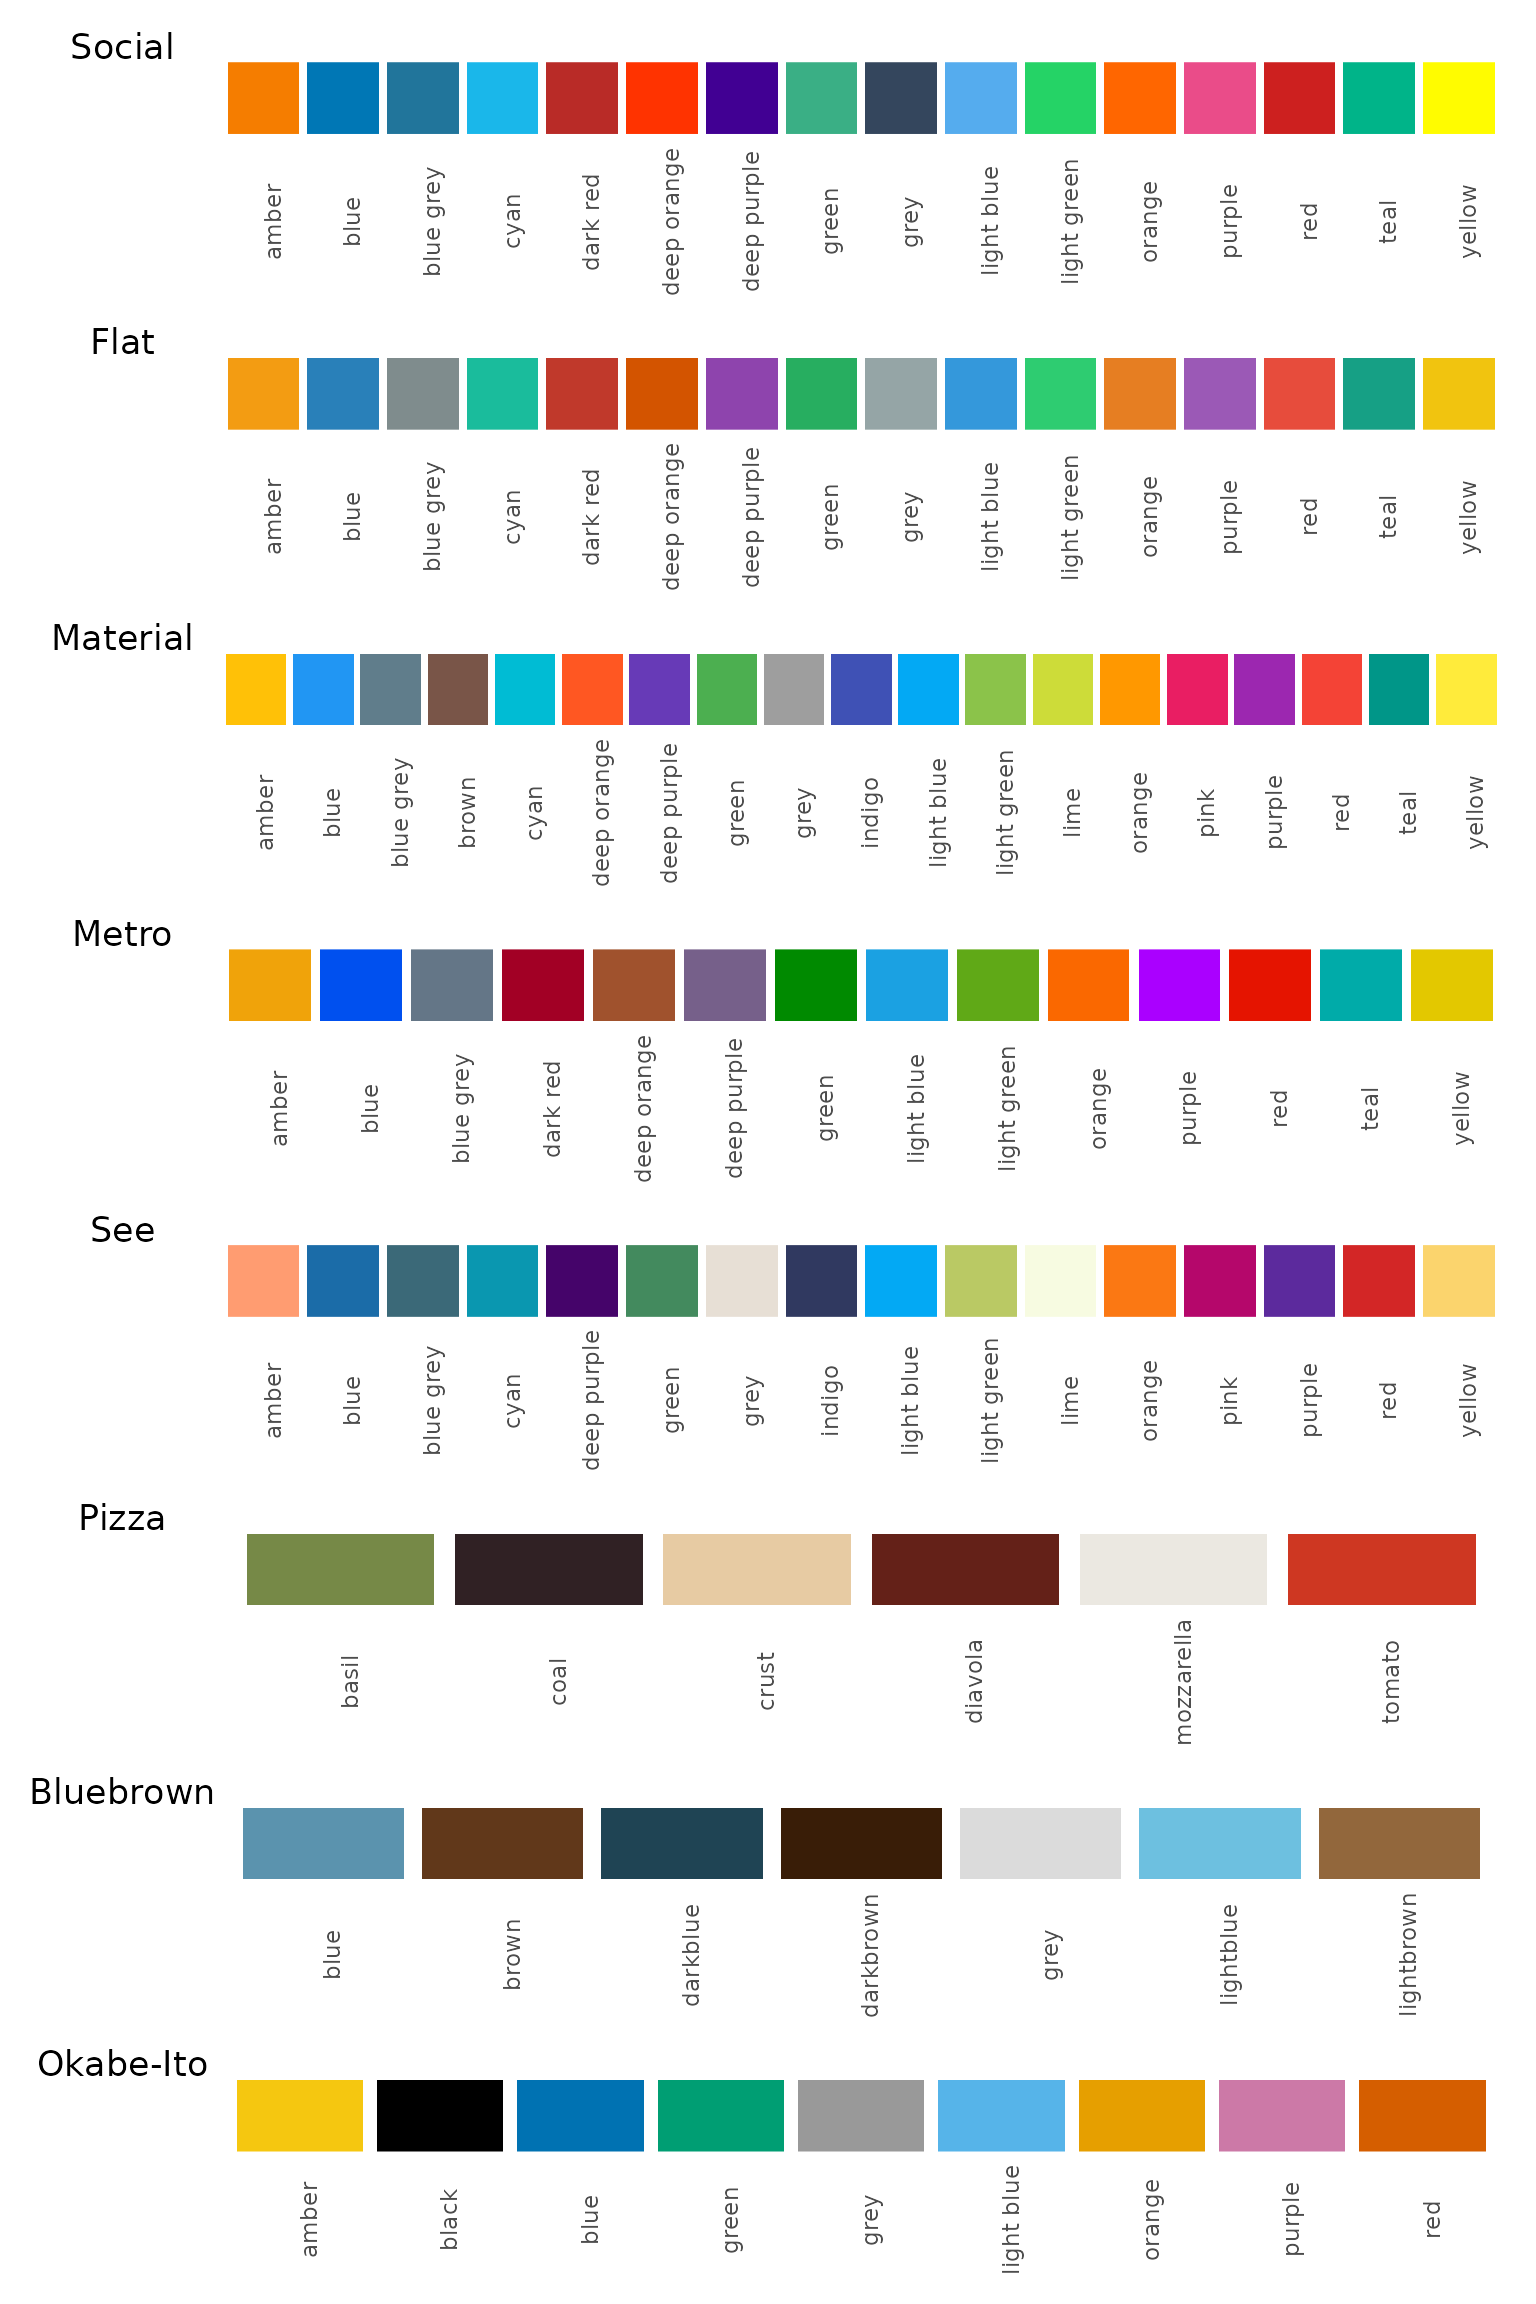 Social
amber
blue
blue grey
cyan
dark red
deep orange
deep purple
green
grey
light blue
light green
orange
purple
red
teal
yellow
Flat
amber
blue
blue grey
cyan
dark red
deep orange
deep purple
green
grey
light blue
light green
orange
purple
red
teal
yellow
Material
amber
blue
blue grey
brown
cyan
deep orange
deep purple
green
grey
indigo
light blue
light green
lime
orange
pink
purple
red
teal
yellow
Metro
amber
blue
blue grey
dark red
deep orange
deep purple
green
light blue
light green
orange
purple
red
teal
yellow
See
amber
blue
blue grey
cyan
deep purple
green
grey
indigo
light blue
light green
lime
orange
pink
purple
red
yellow
Pizza
basil
coal
crust
diavola
mozzarella
tomato
Bluebrown
blue
brown
darkblue
darkbrown
grey
lightblue
lightbrown
Okabe-Ito
amber
black
blue
green
grey
light blue
orange
purple
red